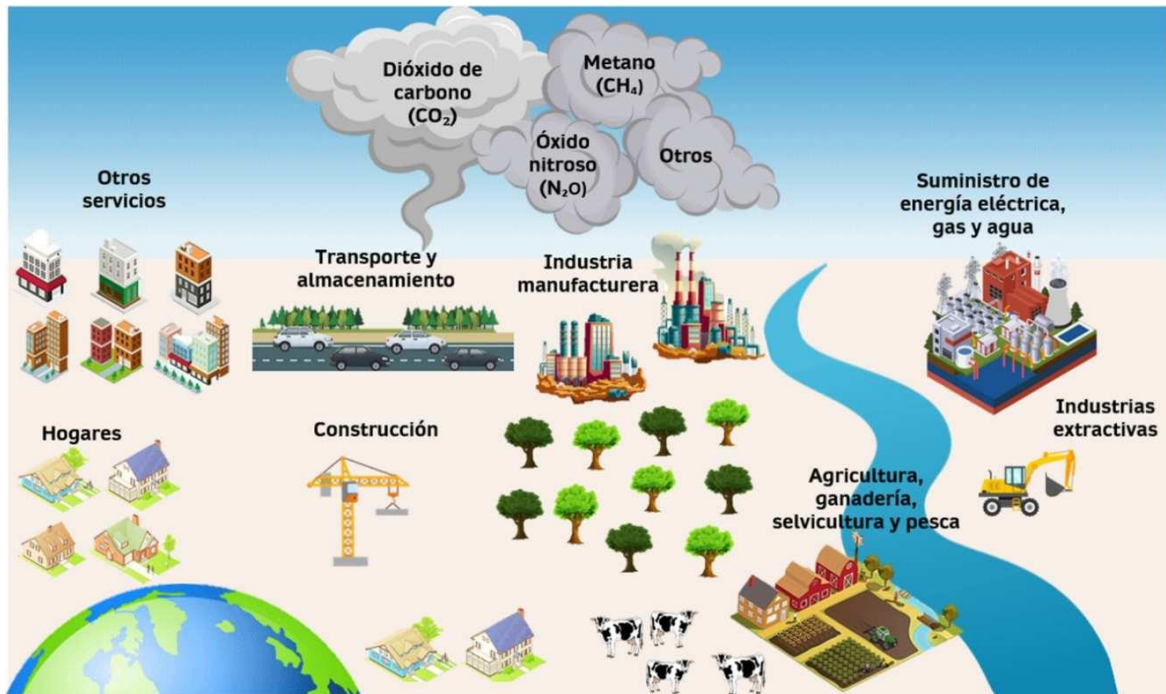 Dióxido de
carbono
(CO₂)
Metano
(CH₄)
Óxido
nitroso
(N₂O)
Otros
Otros
servicios
Transporte y
almacenamiento
Industria
manufacturera
Suministro de
energía eléctrica,
gas y agua
Hogares
Construcción
Agricultura,
ganadería,
selvicultura y pesca
Industrias
extractivas